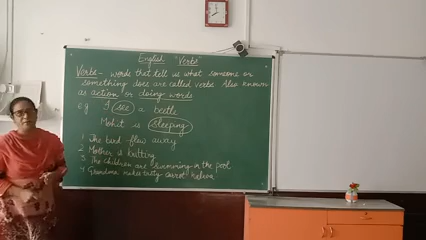 English "Verbs"
Verbs - words that tell us what someone or
something does are called verbs. Also known
as action or doing words
eg I see a beetle
Mohit is sleeping
1 The bird flew away
2 Mother is knitting
3 The children are swimming in the pool
4 Grandma makes tasty carrot halwa